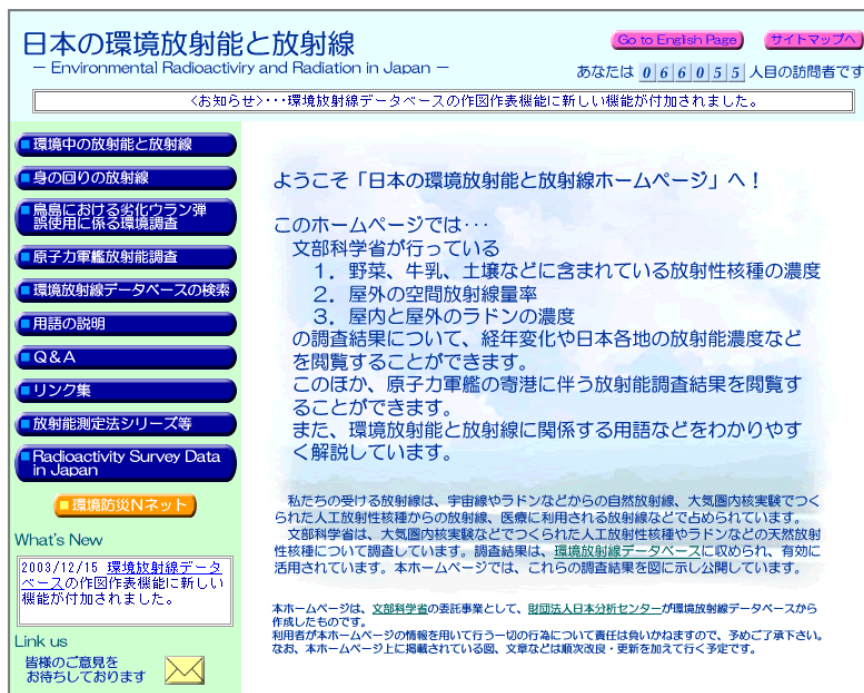 日本の環境放射能と放射線
− Environmental Radioactiviry and Radiation in Japan −
Go to English Page
サイトマップへ
あなたは 066055 人目の訪問者です
<お知らせ>･･･環境放射線データベースの作図作表機能に新しい機能が付加されました。
環境中の放射能と放射線
身の回りの放射線
鳥島における劣化ウラン弾
誤使用に係る環境調査
原子力軍艦放射能調査
環境放射線データベースの検索
用語の説明
Q&A
リンク集
放射能測定法シリーズ等
Radioactivity Survey Data
in Japan
環境防災Nネット
What's New
2003/12/15 環境放射線データ
ベースの作図作表機能に新しい
機能が付加されました。
Link us
皆様のご意見を
お待ちしております
ようこそ「日本の環境放射能と放射線ホームページ」へ！
このホームページでは･･･
文部科学省が行っている
１．野菜、牛乳、土壌などに含まれている放射性核種の濃度
２．屋外の空間放射線量率
３．屋内と屋外のラドンの濃度
の調査結果について、経年変化や日本各地の放射能濃度など
を閲覧することができます。
このほか、原子力軍艦の寄港に伴う放射能調査結果を閲覧す
ることができます。
また、環境放射能と放射線に関係する用語などをわかりやす
く解説しています。
私たちの受ける放射線は、宇宙線やラドンなどからの自然放射線、大気圏内核実験でつく
られた人工放射性核種からの放射線、医療に利用される放射線などで占められています。
文部科学省は、大気圏内核実験などでつくられた人工放射性核種やラドンなどの天然放射
性核種について調査しています。調査結果は、環境放射線データベースに収められ、有効に
活用されています。本ホームページでは、これらの調査結果を図に示し公開しています。
本ホームページは、文部科学省の委託事業として、財団法人日本分析センターが環境放射線データベースから
作成したものです。
利用者が本ホームページの情報を用いて行う一切の行為について責任は負いかねますので、予めご了承下さい。
なお、本ホームページ上に掲載されている図、文章などは順次改良・更新を加えて行く予定です。